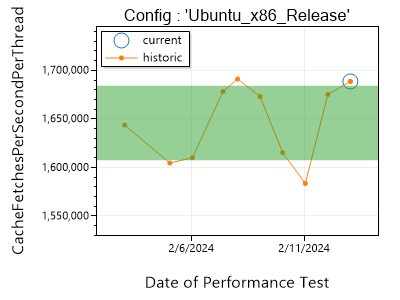 Config : 'Ubuntu_x86_Release'
current
historic
CacheFetchesPerSecondPerThread
1,700,000
1,650,000
1,600,000
1,550,000
2/6/2024
2/11/2024
Date of Performance Test